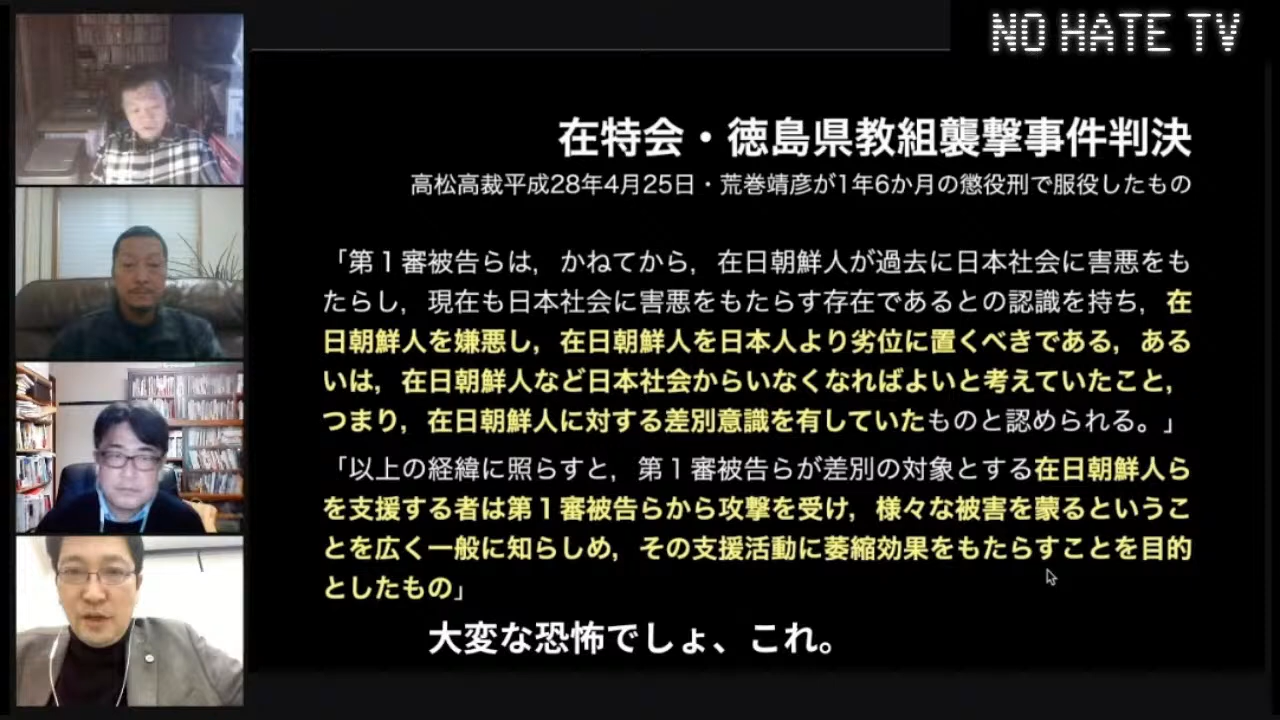 NO HATE TV
在特会・徳島県教組襲撃事件判決
高松高裁平成28年4月25日・荒巻靖彦が1年6か月の懲役刑で服役したもの
「第１審被告らは，かねてから，在日朝鮮人が過去に日本社会に害悪をも
たらし，現在も日本社会に害悪をもたらす存在であるとの認識を持ち，在
日朝鮮人を嫌悪し，在日朝鮮人を日本人より劣位に置くべきである，ある
いは，在日朝鮮人など日本社会からいなくなればよいと考えていたこと，
つまり，在日朝鮮人に対する差別意識を有していたものと認められる。」
「以上の経緯に照らすと，第１審被告らが差別の対象とする在日朝鮮人ら
を支援する者は第１審被告らから攻撃を受け，様々な被害を蒙るというこ
とを広く一般に知らしめ，その支援活動に萎縮効果をもたらすことを目的
としたもの」
大変な恐怖でしょ、これ。